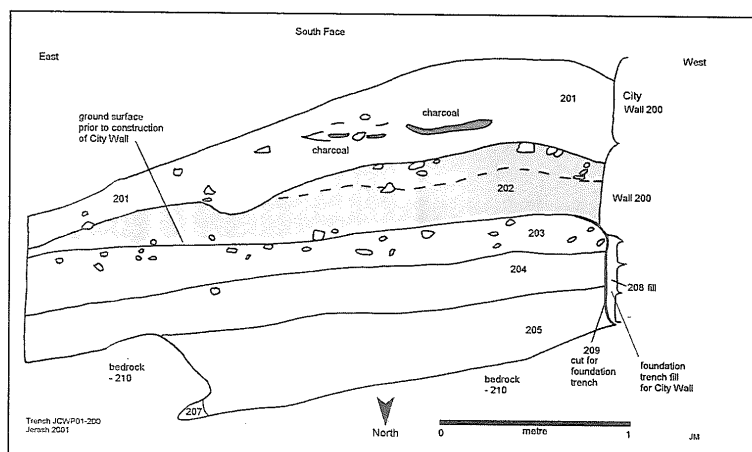 South Face
East
West
ground surface
prior to construction
of City Wall
charcoal
charcoal
201
City
Wall 200
201
202
Wall 200
203
204
208 fill
205
209
cut for
foundation
trench
foundation
trench fill
for City Wall
bedrock
- 210
bedrock
- 210
207
Trench JCWP01-200
Jerash 2001
North
0
metre
1
JM